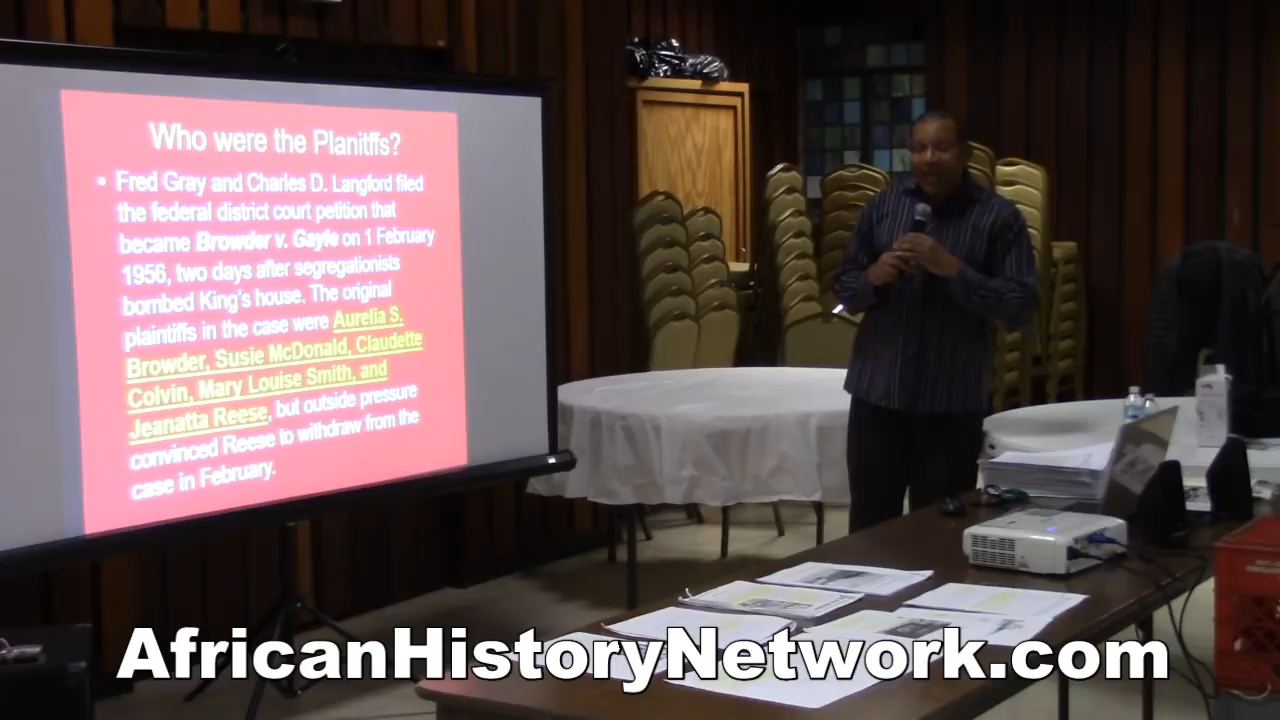 Who were the Planitffs?
• Fred Gray and Charles D. Langford filed
the federal district court petition that
became Browder v. Gayle on 1 February
1956, two days after segregationists
bombed King's house. The original
plaintiffs in the case were Aurelia S.
Browder, Susie McDonald, Claudette
Colvin, Mary Louise Smith, and
Jeanatta Reese, but outside pressure
convinced Reese to withdraw from the
case in February.
AfricanHistoryNetwork.com